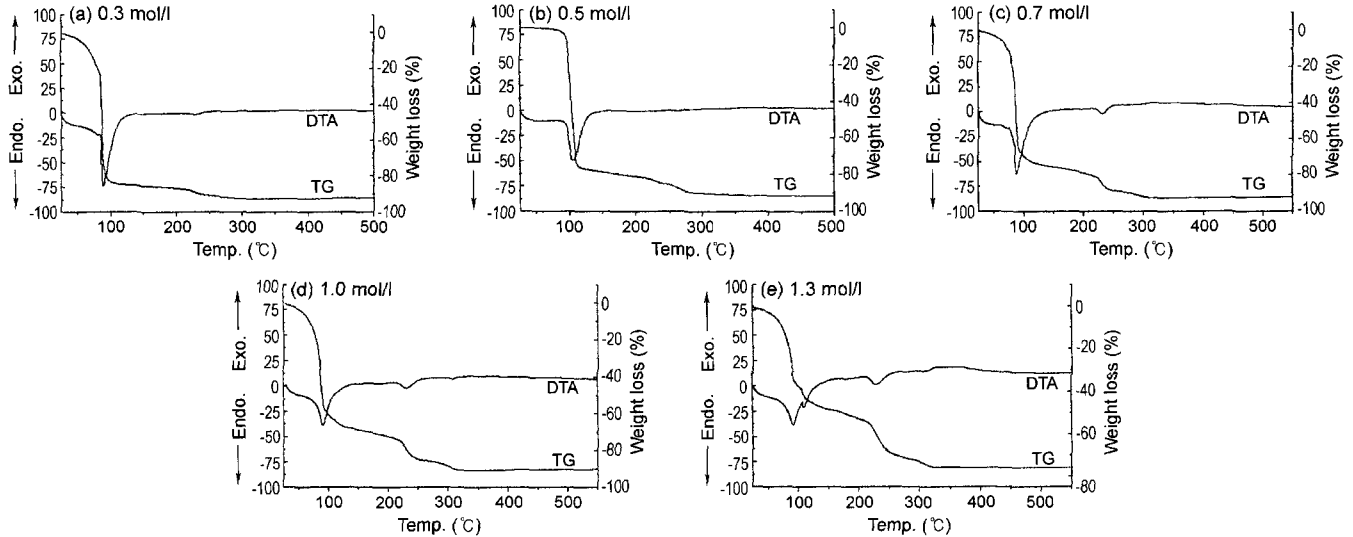 (a) 0.3 mol/l
100
75
50
25
0
-25
-50
-75
-100
Endo. Exo.
0
-20
-40
-60
-80
-100
Weight loss (%)
DTA
TG
100 200 300 400 500
Temp. (℃)
(b) 0.5 mol/l
100
75
50
25
0
-25
-50
-75
-100
Endo. Exo.
0
-20
-40
-60
-80
-100
Weight loss (%)
DTA
TG
100 200 300 400 500
Temp. (℃)
(c) 0.7 mol/l
100
75
50
25
0
-25
-50
-75
-100
Endo. Exo.
0
-20
-40
-60
-80
-100
Weight loss (%)
DTA
TG
100 200 300 400 500
Temp. (℃)
(d) 1.0 mol/l
100
75
50
25
0
-25
-50
-75
-100
Endo. Exo.
0
-20
-40
-60
-80
-100
Weight loss (%)
DTA
TG
100 200 300 400 500
Temp. (℃)
(e) 1.3 mol/l
100
75
50
25
0
-25
-50
-75
-100
Endo. Exo.
0
-20
-40
-60
-80
Weight loss (%)
DTA
TG
100 200 300 400 500
Temp. (℃)